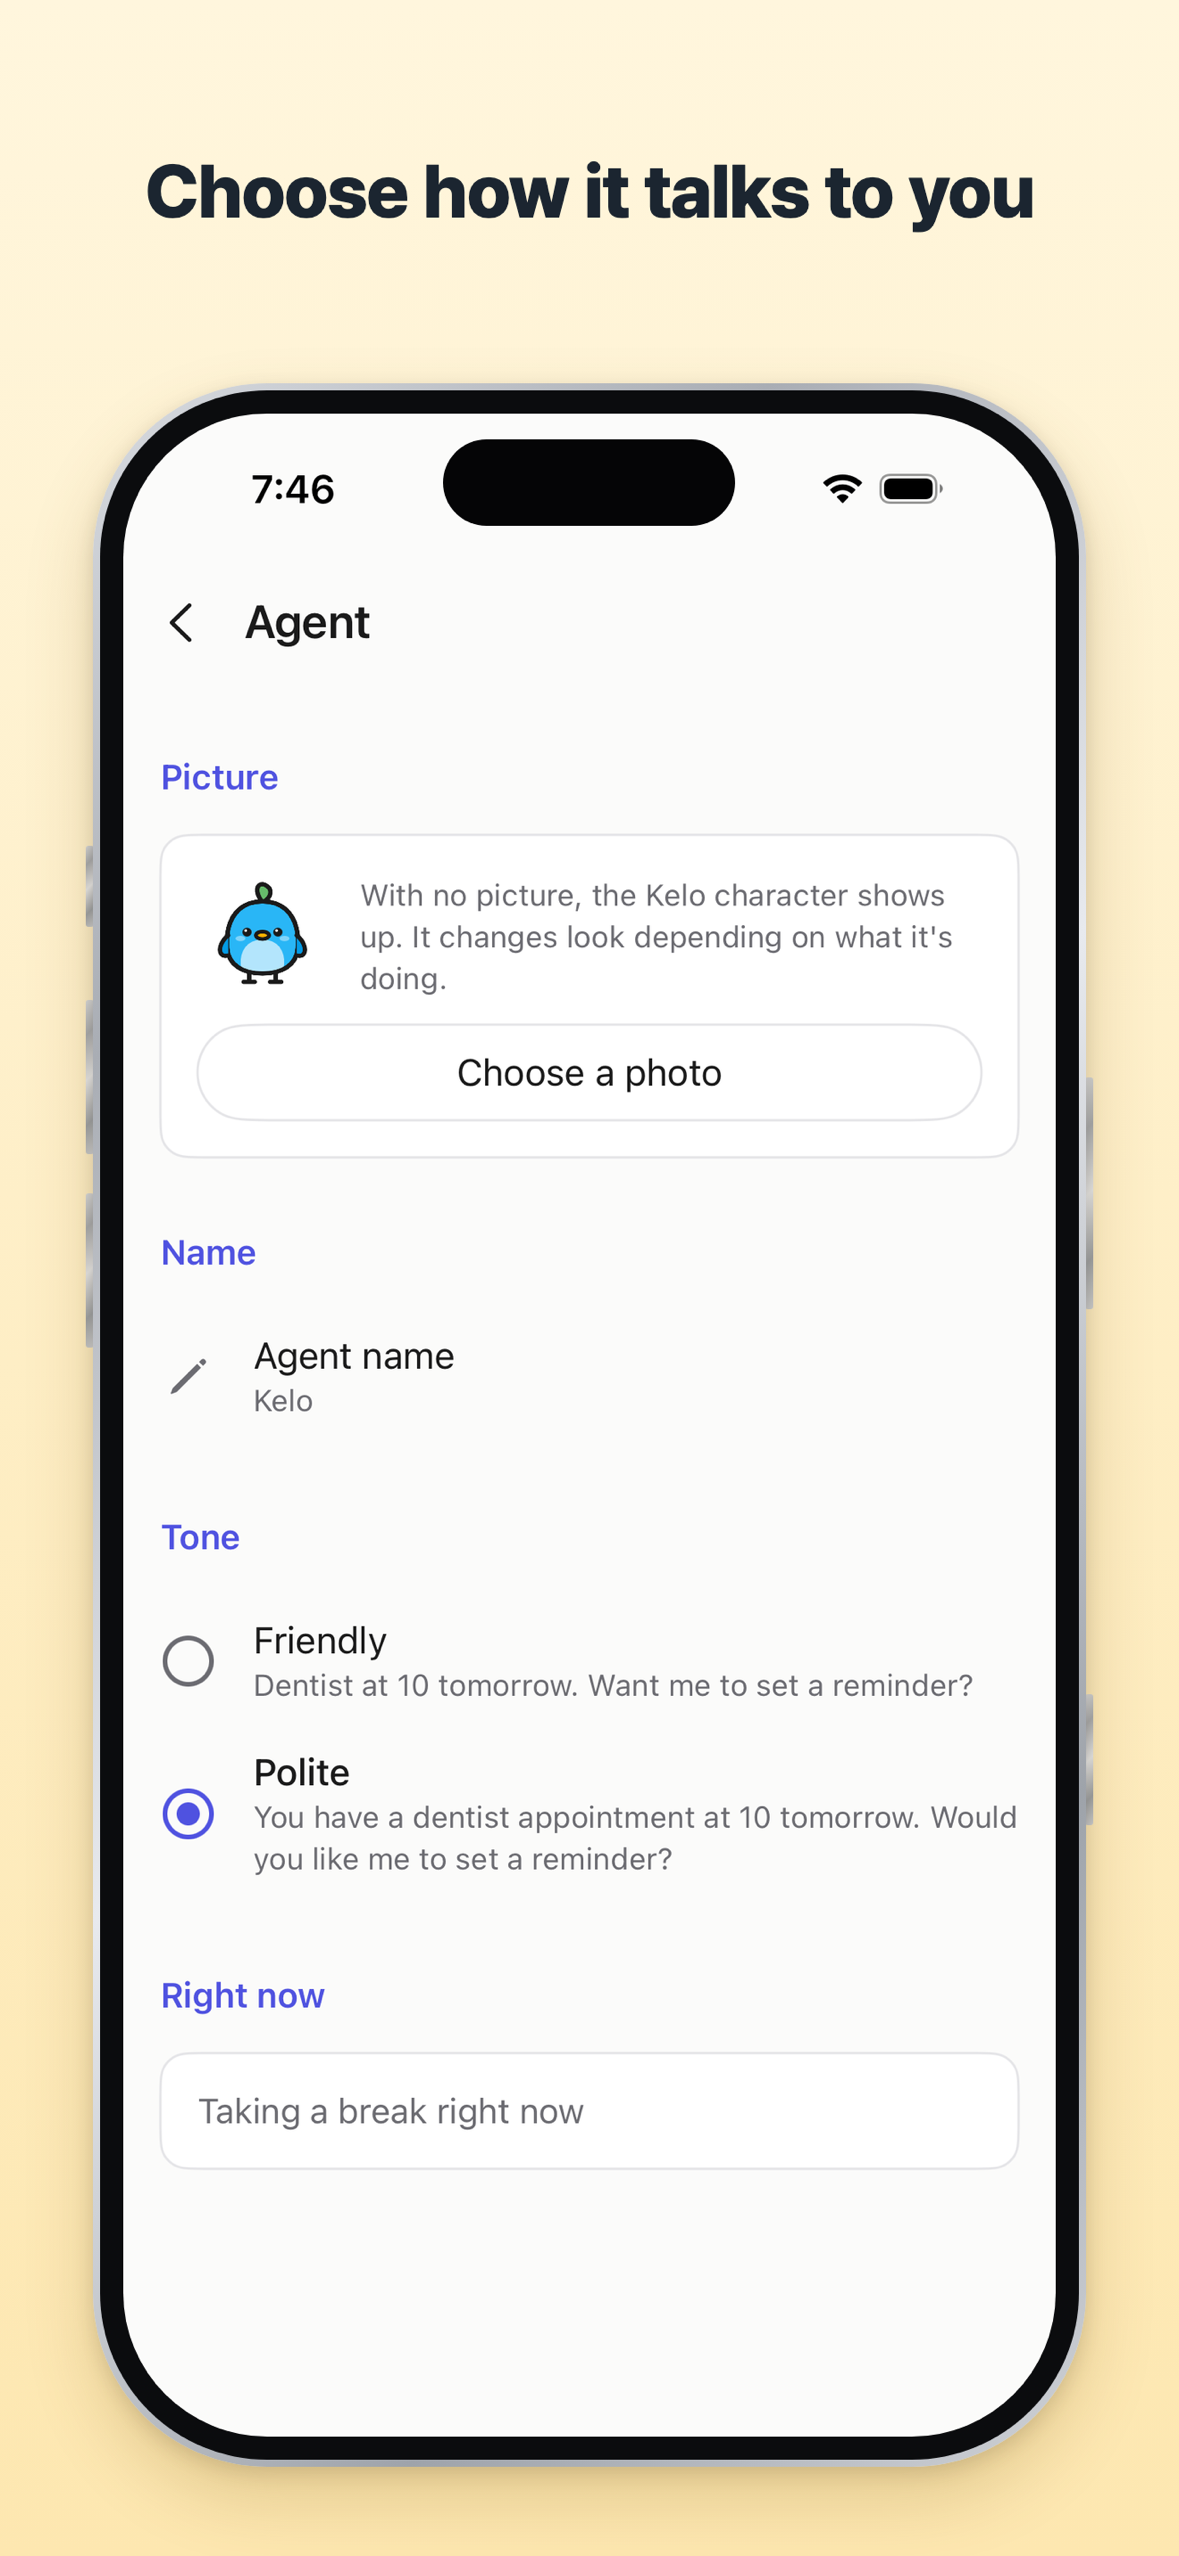 Choose how it talks to you
7:46
Agent
Picture
With no picture, the Kelo character shows
up. It changes look depending on what it's
doing.
Choose a photo
Name
Agent name
Kelo
Tone
Friendly
Dentist at 10 tomorrow. Want me to set a reminder?
Polite
You have a dentist appointment at 10 tomorrow. Would
you like me to set a reminder?
Right now
Taking a break right now